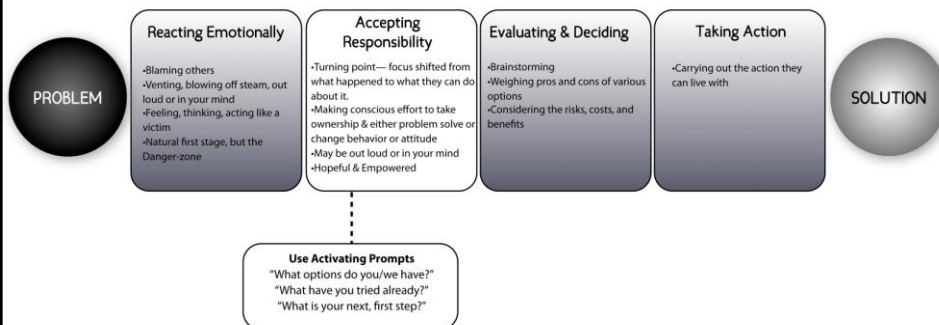 PROBLEM
Reacting Emotionally
•Blaming others
•Venting, blowing off steam, out
loud or in your mind
•Feeling, thinking, acting like a
victim
•Natural first stage, but the
Danger-zone
Accepting
Responsibility
•Turning point— focus shifted from
what happened to what they can do
about it.
•Making conscious effort to take
ownership & either problem solve or
change behavior or attitude
•May be out loud or in your mind
•Hopeful & Empowered
Evaluating & Deciding
•Brainstorming
•Weighing pros and cons of various
options
•Considering the risks, costs, and
benefits
Taking Action
•Carrying out the action they
can live with
SOLUTION
Use Activating Prompts
"What options do you/we have?"
"What have you tried already?"
"What is your next, first step?"